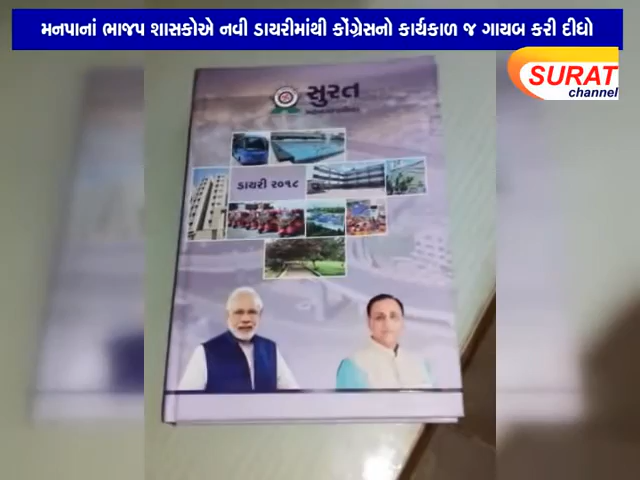 મનપાનાં ભાજપ શાસકોએ નવી ડાયરીમાંથી કોંગ્રેસનો કાર્યકાળ જ ગાયબ કરી દીધો
SURAT
channel
સુરત
ડાયરી ૨૦૧૮